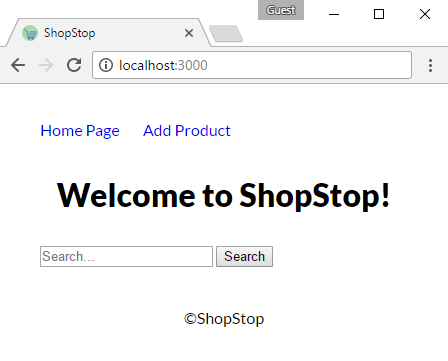 Guest
ShopStop
localhost:3000
Home Page Add Product
Welcome to ShopStop!
Search... Search
©ShopStop